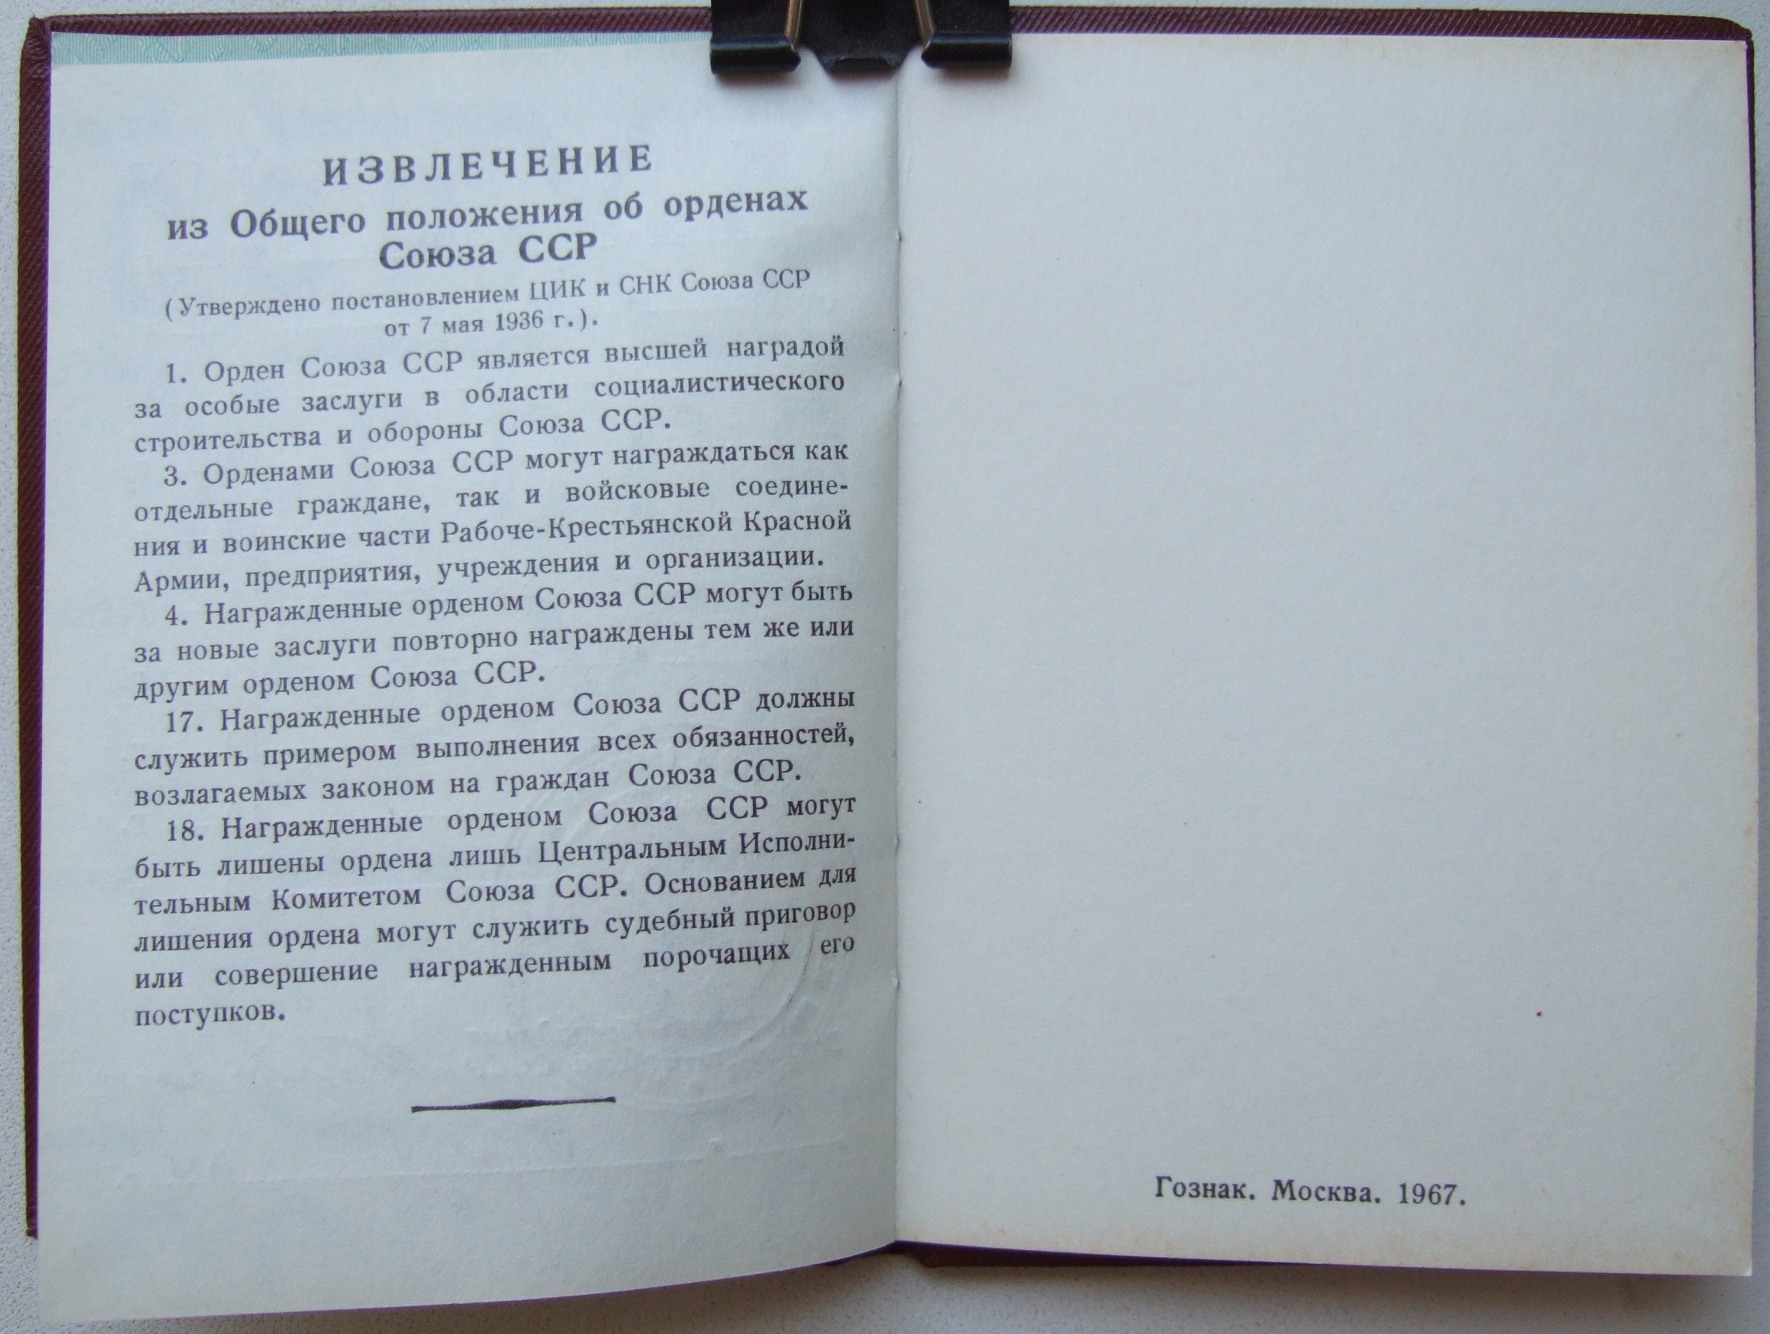 ИЗВЛЕЧЕНИЕ
из Общего положения об орденах
Союза ССР
(Утверждено постановлением ЦИК и СНК Союза ССР
от 7 мая 1936 г.).
1. Орден Союза ССР является высшей наградой
за особые заслуги в области социалистического
строительства и обороны Союза ССР.
3. Орденами Союза ССР могут награждаться как
отдельные граждане, так и войсковые соедине-
ния и воинские части Рабоче-Крестьянской Красной
Армии, предприятия, учреждения и организации.
4. Награжденные орденом Союза ССР могут быть
за новые заслуги повторно награждены тем же или
другим орденом Союза ССР.
17. Награжденные орденом Союза ССР должны
служить примером выполнения всех обязанностей,
возлагаемых законом на граждан Союза ССР.
18. Награжденные орденом Союза ССР могут
быть лишены ордена лишь Центральным Исполни-
тельным Комитетом Союза ССР. Основанием для
лишения ордена могут служить судебный приговор
или совершение награжденным порочащих его
поступков.
Гознак. Москва. 1967.